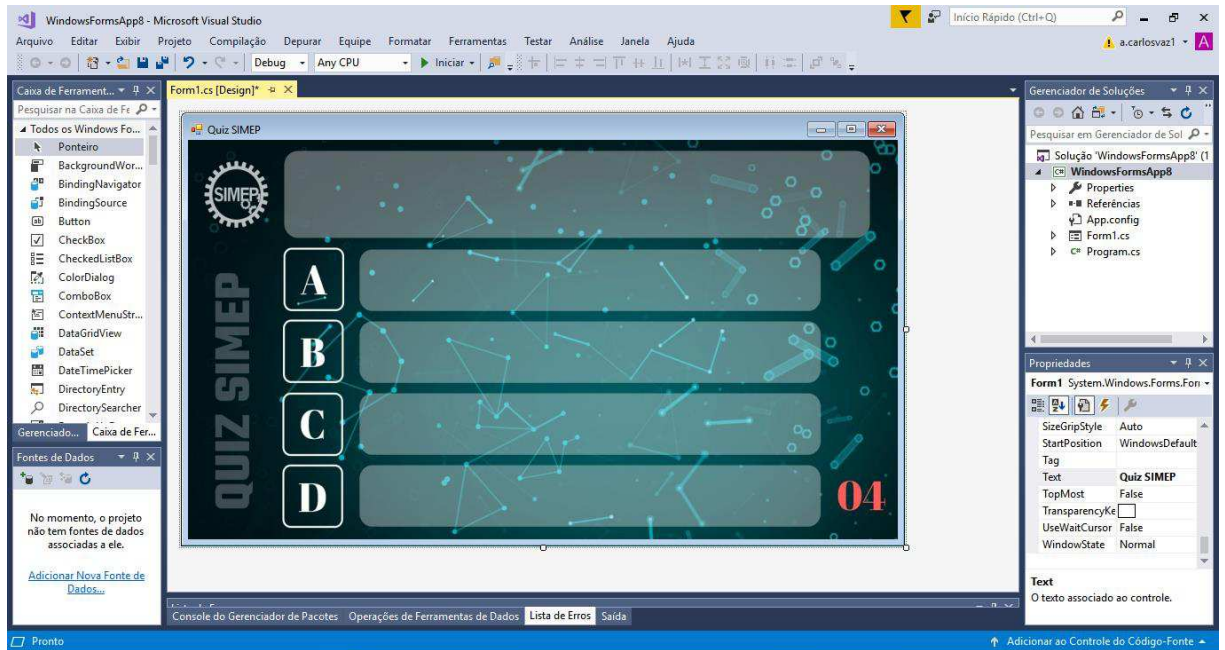 WindowsFormsApp8 - Microsoft Visual Studio
Início Rápido (Ctrl+Q)
Arquivo Editar Exibir Projeto Compilação Depurar Equipe Formatar Ferramentas Testar Análise Janela Ajuda
a.carlosvaz1 A
Debug Any CPU Iniciar
Caixa de Ferrament...
Pesquisar na Caixa de Fe
Todos os Windows Fo...
Ponteiro
BackgroundWor...
BindingNavigator
BindingSource
Button
CheckBox
CheckedListBox
ColorDialog
ComboBox
ContextMenuStr...
DataGridView
DataSet
DateTimePicker
DirectoryEntry
DirectorySearcher
Gerenciado... Caixa de Fer...
Fontes de Dados
No momento, o projeto
não tem fontes de dados
associadas a ele.
Adicionar Nova Fonte de
Dados...
Form1.cs [Design]*
Quiz SIMEP
SIMEP
QUIZ SIMEP
A
B
C
D
04
Console do Gerenciador de Pacotes Operações de Ferramentas de Dados Lista de Erros Saída
Gerenciador de Soluções
Pesquisar em Gerenciador de Sol
Solução 'WindowsFormsApp8' (1
C# WindowsFormsApp8
Properties
Referências
App.config
Form1.cs
C# Program.cs
Propriedades
Form1 System.Windows.Forms.Forn
SizeGripStyle Auto
StartPosition WindowsDefault
Tag
Text Quiz SIMEP
TopMost False
TransparencyKe
UseWaitCursor False
WindowState Normal
Text
O texto associado ao controle.
Pronto
Adicionar ao Controle do Código-Fonte